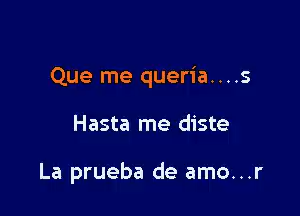 Que me queria....s
Hasta me diste
La prueba de amo...r